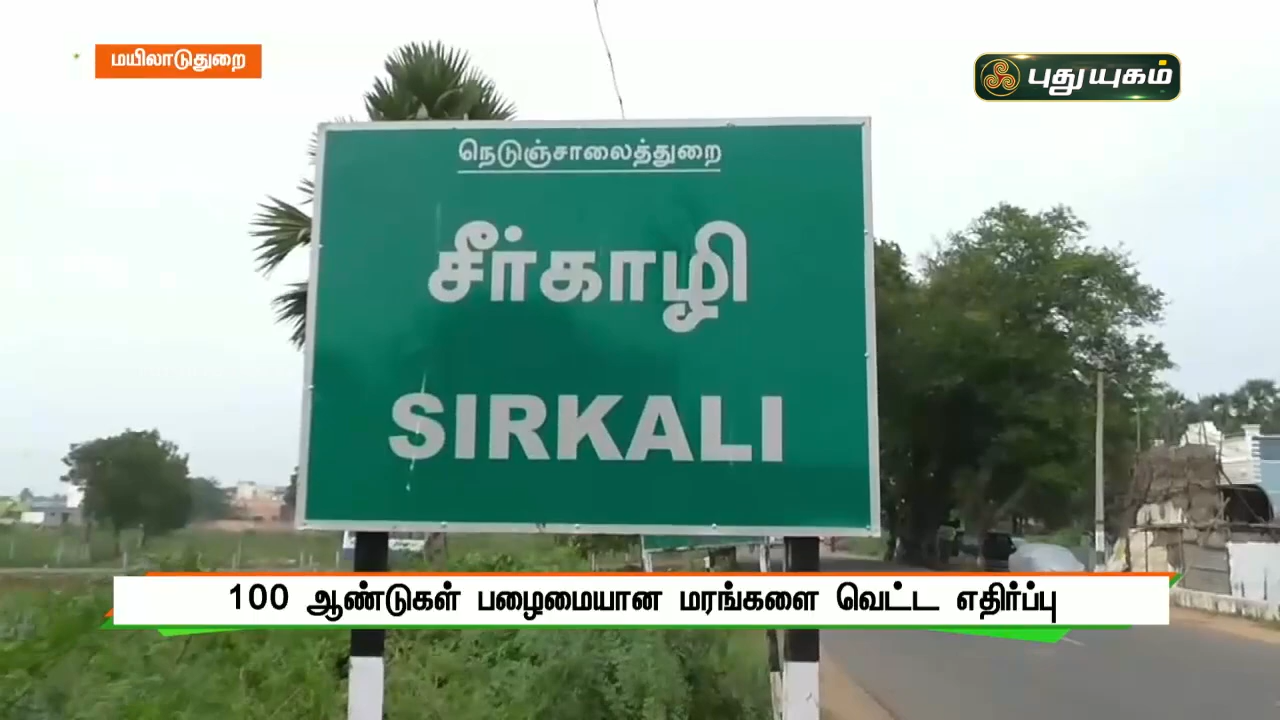 மயிலாடுதுறை
புதுயுகம்
நெடுஞ்சாலைத்துறை
சீர்காழி
SIRKALI
100 ஆண்டுகள் பழைமையான மரங்களை வெட்ட எதிர்ப்பு